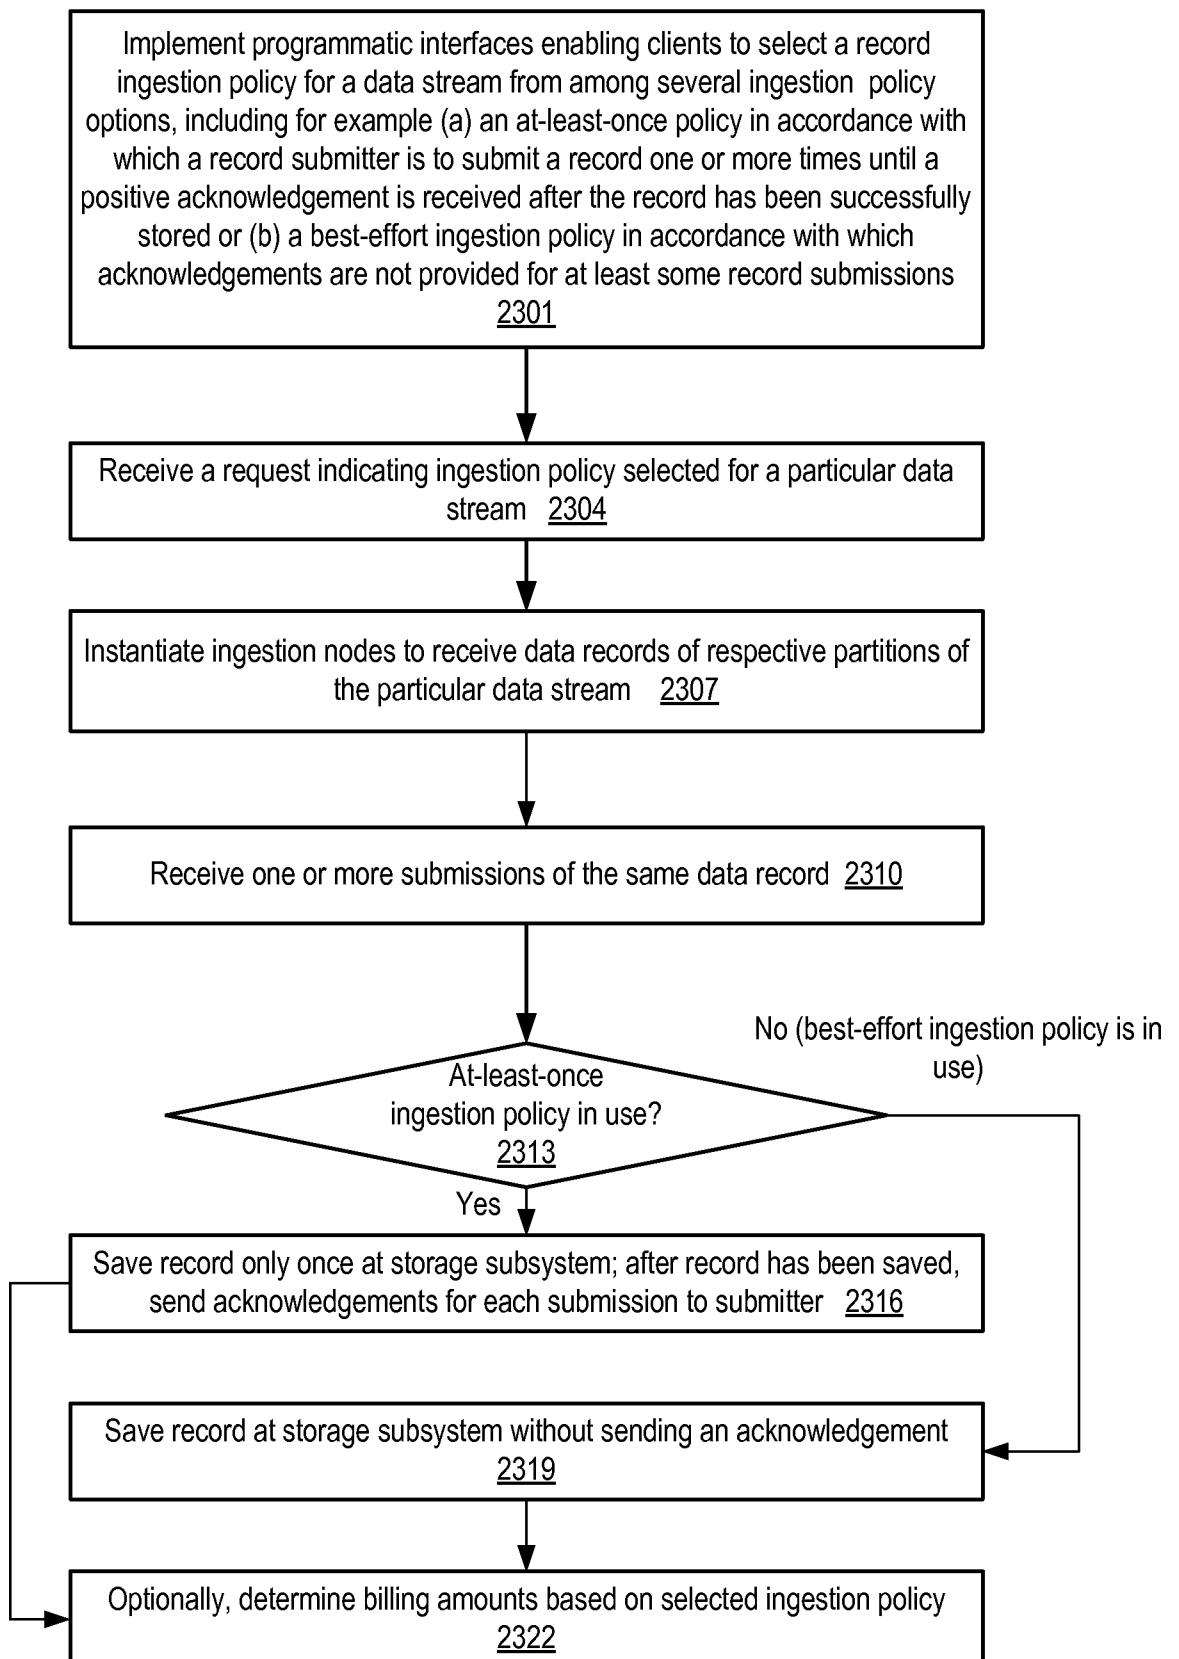 Implement programmatic interfaces enabling clients to select a record
ingestion policy for a data stream from among several ingestion policy
options, including for example (a) an at-least-once policy in accordance with
which a record submitter is to submit a record one or more times until a
positive acknowledgement is received after the record has been successfully
stored or (b) a best-effort ingestion policy in accordance with which
acknowledgements are not provided for at least some record submissions
2301
Receive a request indicating ingestion policy selected for a particular data
stream 2304
Instantiate ingestion nodes to receive data records of respective partitions of
the particular data stream 2307
Receive one or more submissions of the same data record 2310
No (best-effort ingestion policy is in
use)
At-least-once
ingestion policy in use?
2313
Yes
Save record only once at storage subsystem; after record has been saved,
send acknowledgements for each submission to submitter 2316
Save record at storage subsystem without sending an acknowledgement
2319
Optionally, determine billing amounts based on selected ingestion policy
2322